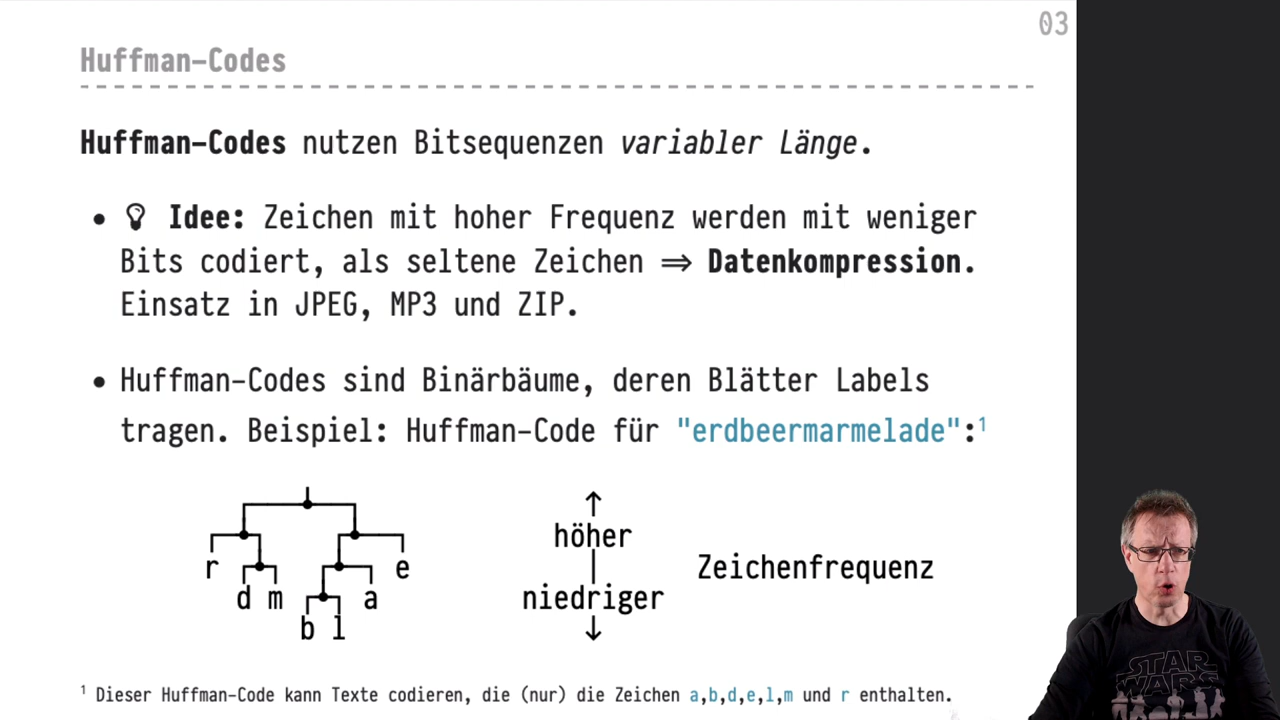 03
Huffman-Codes
Huffman-Codes nutzen Bitsequenzen variabler Länge.
• Idee: Zeichen mit hoher Frequenz werden mit weniger
Bits codiert, als seltene Zeichen ⇒ Datenkompression.
Einsatz in JPEG, MP3 und ZIP.
• Huffman-Codes sind Binärbäume, deren Blätter Labels
tragen. Beispiel: Huffman-Code für "erdbeermarmelade":¹
r e
d m a
b l
↑
höher
niedriger
↓
Zeichenfrequenz
¹ Dieser Huffman-Code kann Texte codieren, die (nur) die Zeichen a,b,d,e,l,m und r enthalten.
STAR
WARS